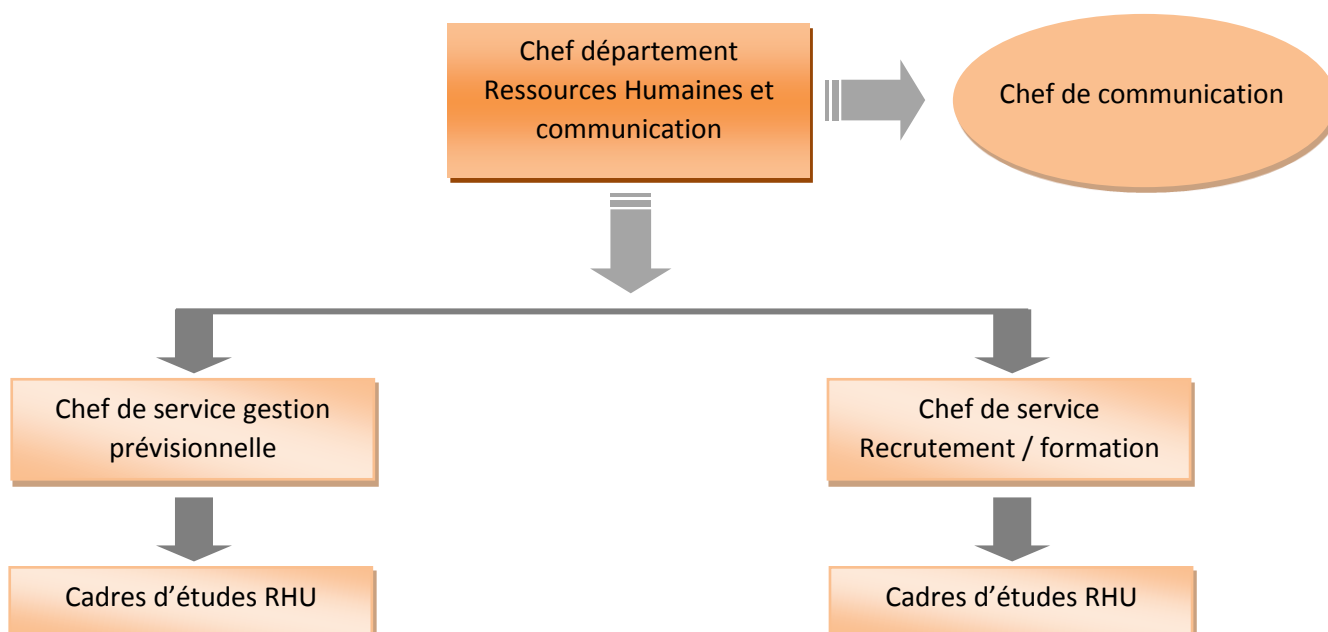 Chef département
Ressources Humaines et
communication
Chef de communication
Chef de service gestion
prévisionnelle
Chef de service
Recrutement / formation
Cadres d’études RHU
Cadres d’études RHU